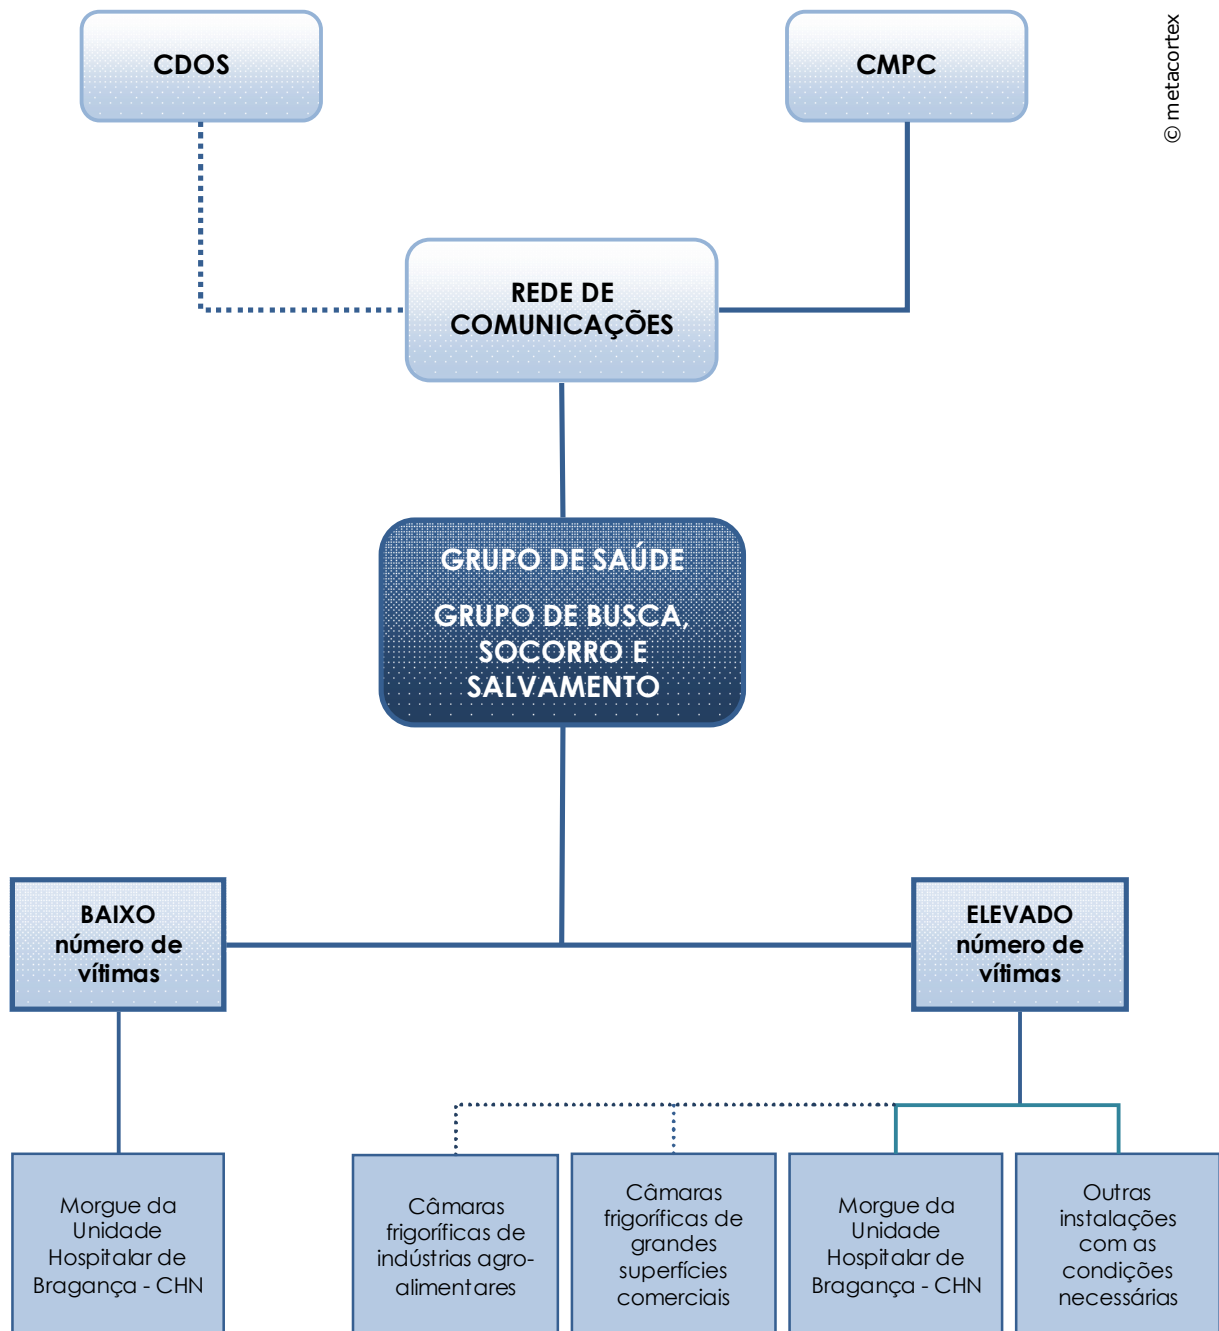 CDOS
CMPC
© metacortex
REDE DE
COMUNICAÇÕES
GRUPO DE SAÚDE
GRUPO DE BUSCA,
SOCORRO E
SALVAMENTO
BAIXO
número de
vítimas
ELEVADO
número de
vítimas
Morgue da
Unidade
Hospitalar de
Bragança - CHN
Câmaras
frigoríficas de
indústrias agro-
alimentares
Câmaras
frigoríficas de
grandes
superfícies
comerciais
Morgue da
Unidade
Hospitalar de
Bragança - CHN
Outras
instalações
com as
condições
necessárias